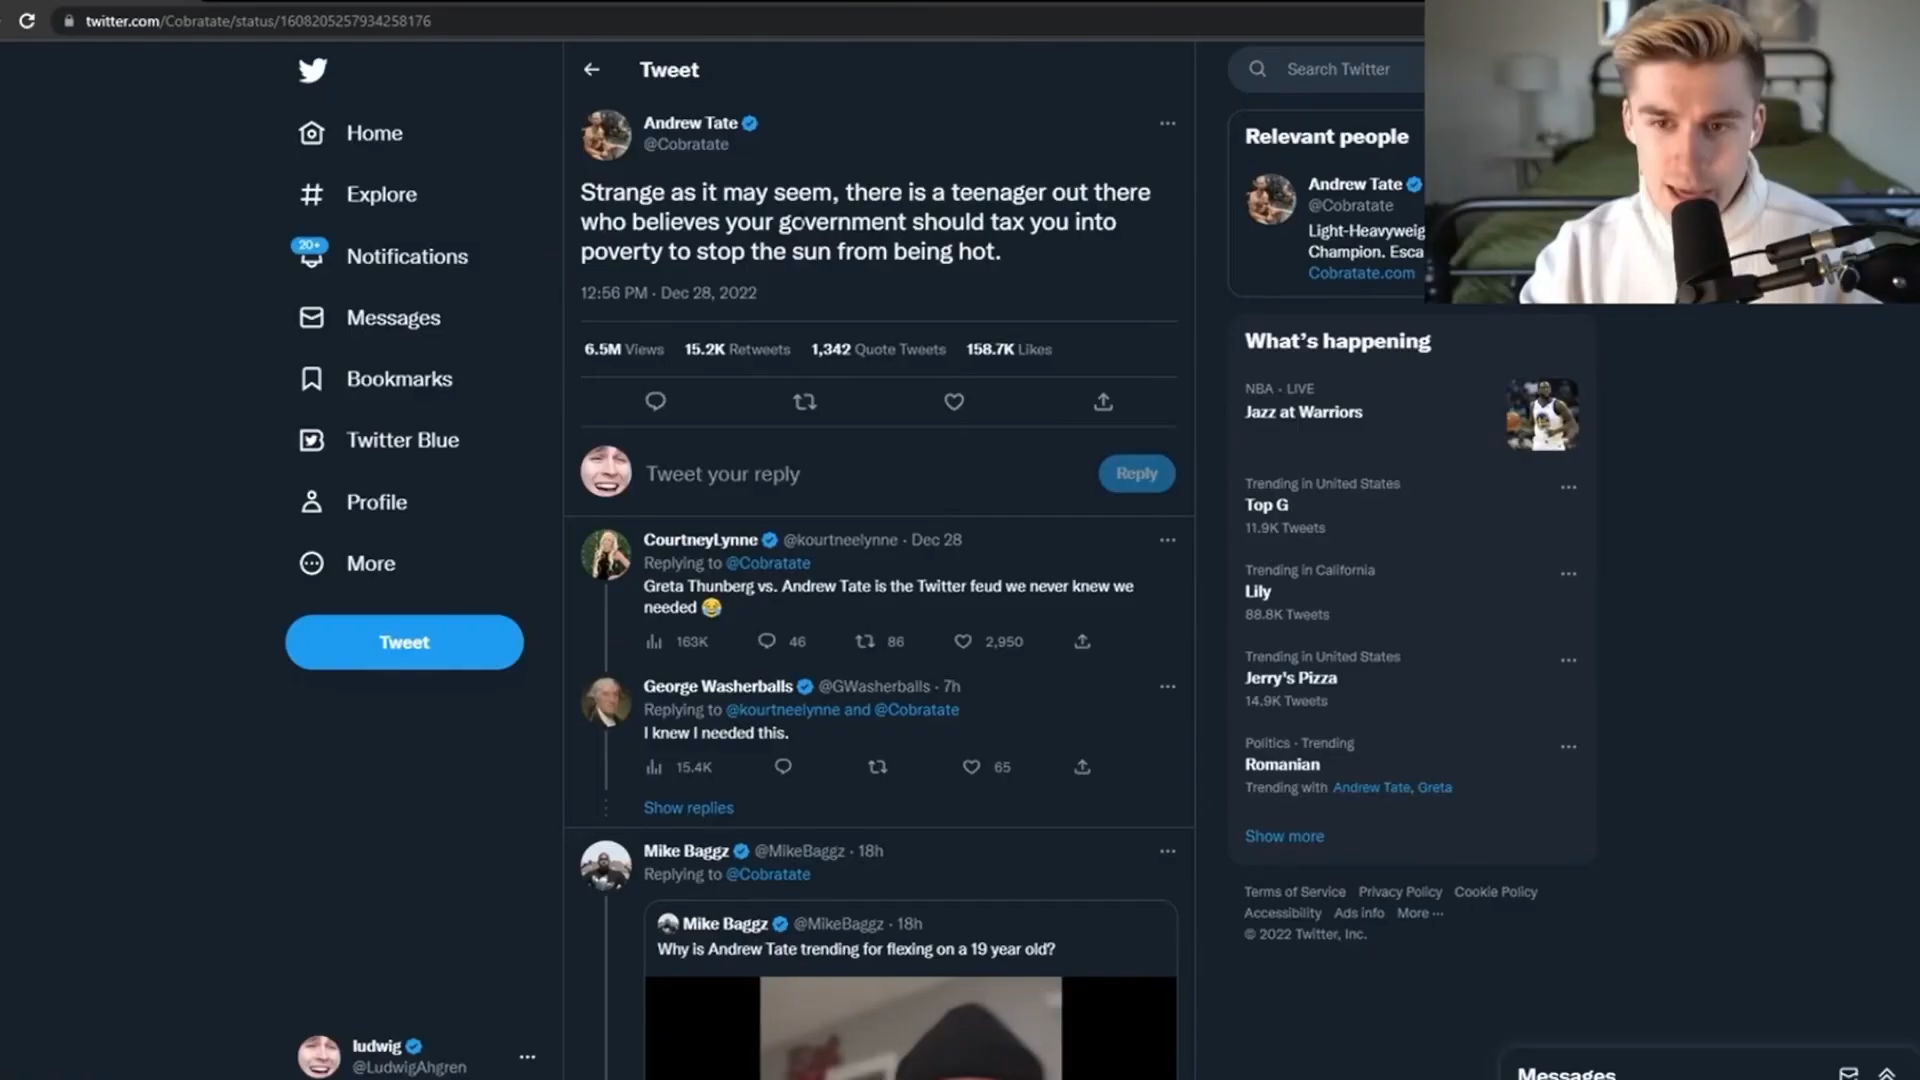 twitter.com/Cobratate/status/1608205257934258176
Home
Explore
20+
Notifications
Messages
Bookmarks
Twitter Blue
Profile
More
Tweet
ludwig
@LudwigAhgren
Tweet
Andrew Tate
@Cobratate
Strange as it may seem, there is a teenager out there
who believes your government should tax you into
poverty to stop the sun from being hot.
12:56 PM · Dec 28, 2022
6.5M Views 15.2K Retweets 1,342 Quote Tweets 158.7K Likes
Tweet your reply
Reply
CourtneyLynne @kourtneelynne · Dec 28
Replying to @Cobratate
Greta Thunberg vs. Andrew Tate is the Twitter feud we never knew we
needed 😂
163K 46 86 2,950
George Washerballs @GWasherballs · 7h
Replying to @kourtneelynne and @Cobratate
I knew I needed this.
15.4K 65
Show replies
Mike Baggz @MikeBaggz · 18h
Replying to @Cobratate
Mike Baggz @MikeBaggz · 18h
Why is Andrew Tate trending for flexing on a 19 year old?
Search Twitter
Relevant people
Andrew Tate
@Cobratate
Light-Heavyweig
Champion. Esca
Cobratate.com
What's happening
NBA · LIVE
Jazz at Warriors
Trending in United States
Top G
11.9K Tweets
Trending in California
Lily
88.8K Tweets
Trending in United States
Jerry's Pizza
14.9K Tweets
Politics · Trending
Romanian
Trending with Andrew Tate, Greta
Show more
Terms of Service Privacy Policy Cookie Policy
Accessibility Ads info More ···
© 2022 Twitter, Inc.
Messages